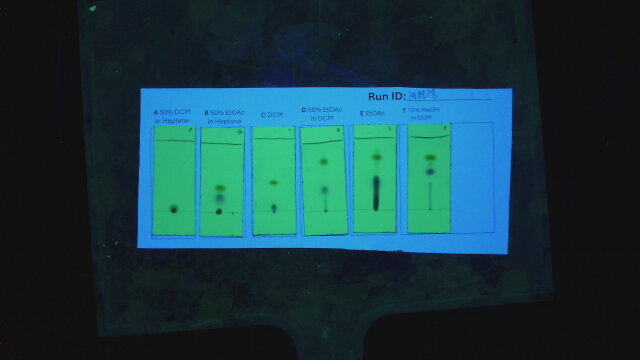 Run ID:
A 50% DCM in Heptane
B 50% EtOAc in Heptane
C DCM
D 50% EtOAc in DCM
E EtOAc
F 10% MeOH in DCM